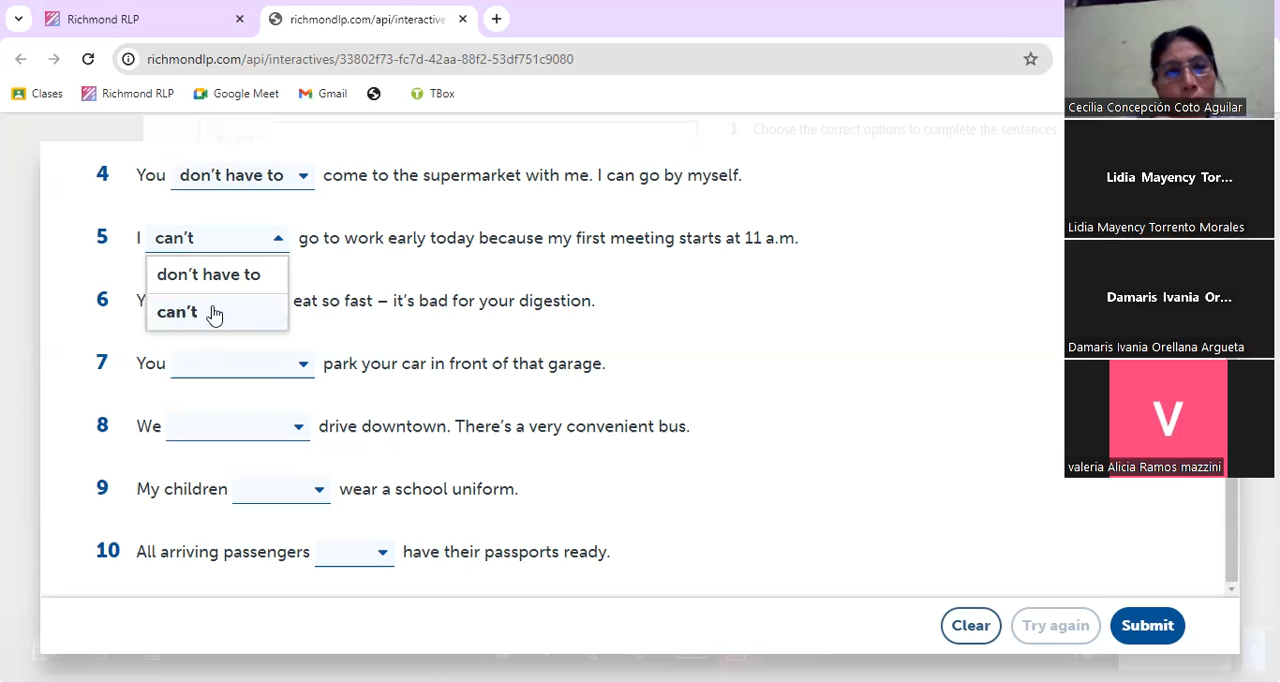 Richmond RLP
richmondlp.com/api/interactive
richmondlp.com/api/interactives/33802f73-fc7d-42aa-88f2-53df751c9080
Clases
Richmond RLP
Google Meet
Gmail
TBox
1 Choose the correct options to complete the sentences
4 You don't have to come to the supermarket with me. I can go by myself.
5 I can't go to work early today because my first meeting starts at 11 a.m.
don't have to
can't
6 Y eat so fast – it's bad for your digestion.
7 You park your car in front of that garage.
8 We drive downtown. There's a very convenient bus.
9 My children wear a school uniform.
10 All arriving passengers have their passports ready.
Clear
Try again
Submit
Cecilia Concepción Coto Aguilar
Lidia Mayency Tor...
Lidia Mayency Torrento Morales
Damaris Ivania Or...
Damaris Ivania Orellana Argueta
V
valeria Alicia Ramos mazzini